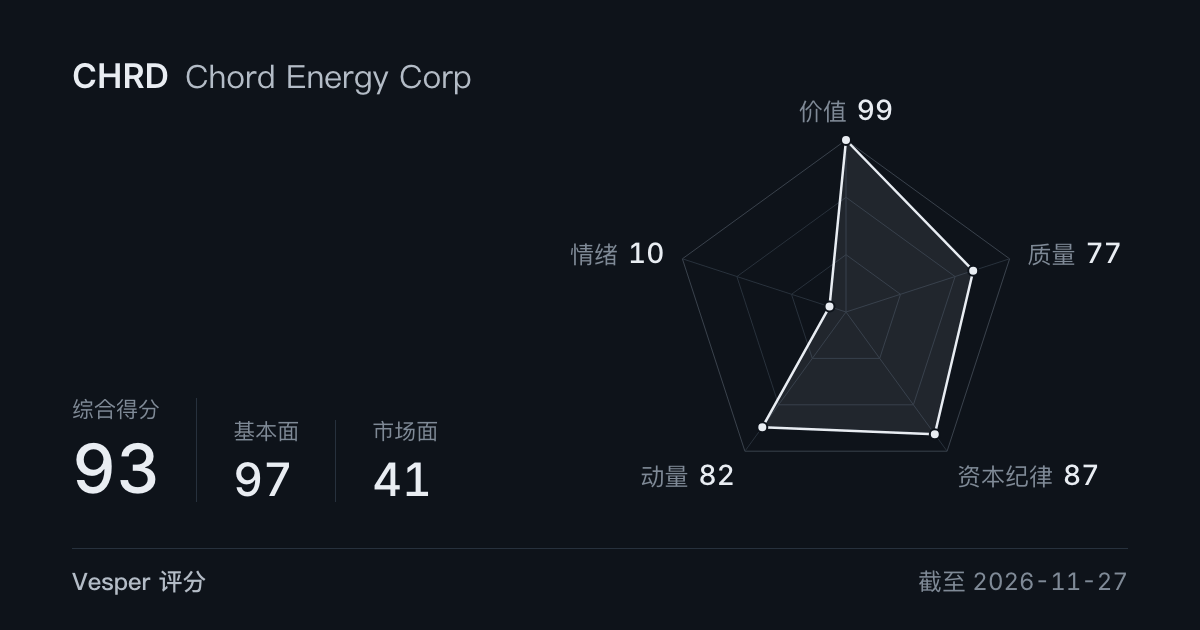 CHRD Chord Energy Corp
价值 99
情绪 10
质量 77
动量 82
资本纪律 87
综合得分
93
基本面
97
市场面
41
Vesper 评分
截至 2026-11-27